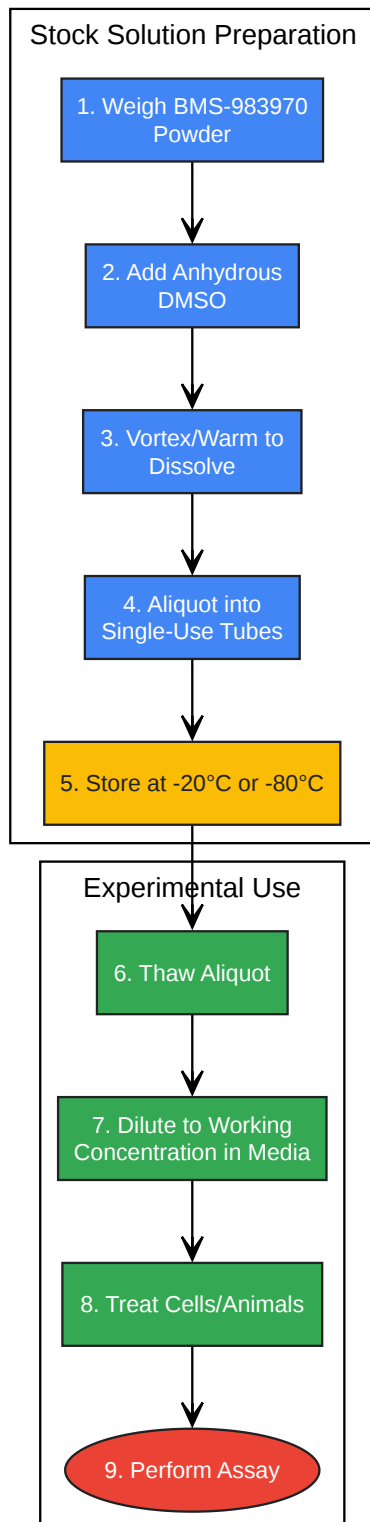 Stock Solution Preparation
1. Weigh BMS-983970
Powder
2. Add Anhydrous
DMSO
3. Vortex/Warm to
Dissolve
4. Aliquot into
Single-Use Tubes
5. Store at -20°C or -80°C
Experimental Use
6. Thaw Aliquot
7. Dilute to Working
Concentration in Media
8. Treat Cells/Animals
9. Perform Assay